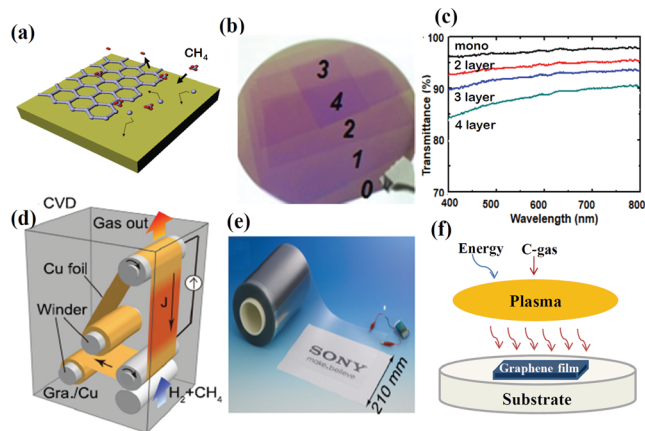 (a)
CH4
(b)
3
4
2
1
0
(c)
100
95
90
80
70
400
500
600
700
800
mono
2 layer
3 layer
4 layer
Transmittance (%)
Wavelength (nm)
(d)
CVD
Gas out
Cu foil
Winder
J
Gra./Cu
H2+CH4
(e)
SONY
make.believe
210 mm
(f)
Energy
C-gas
Plasma
Graphene film
Substrate